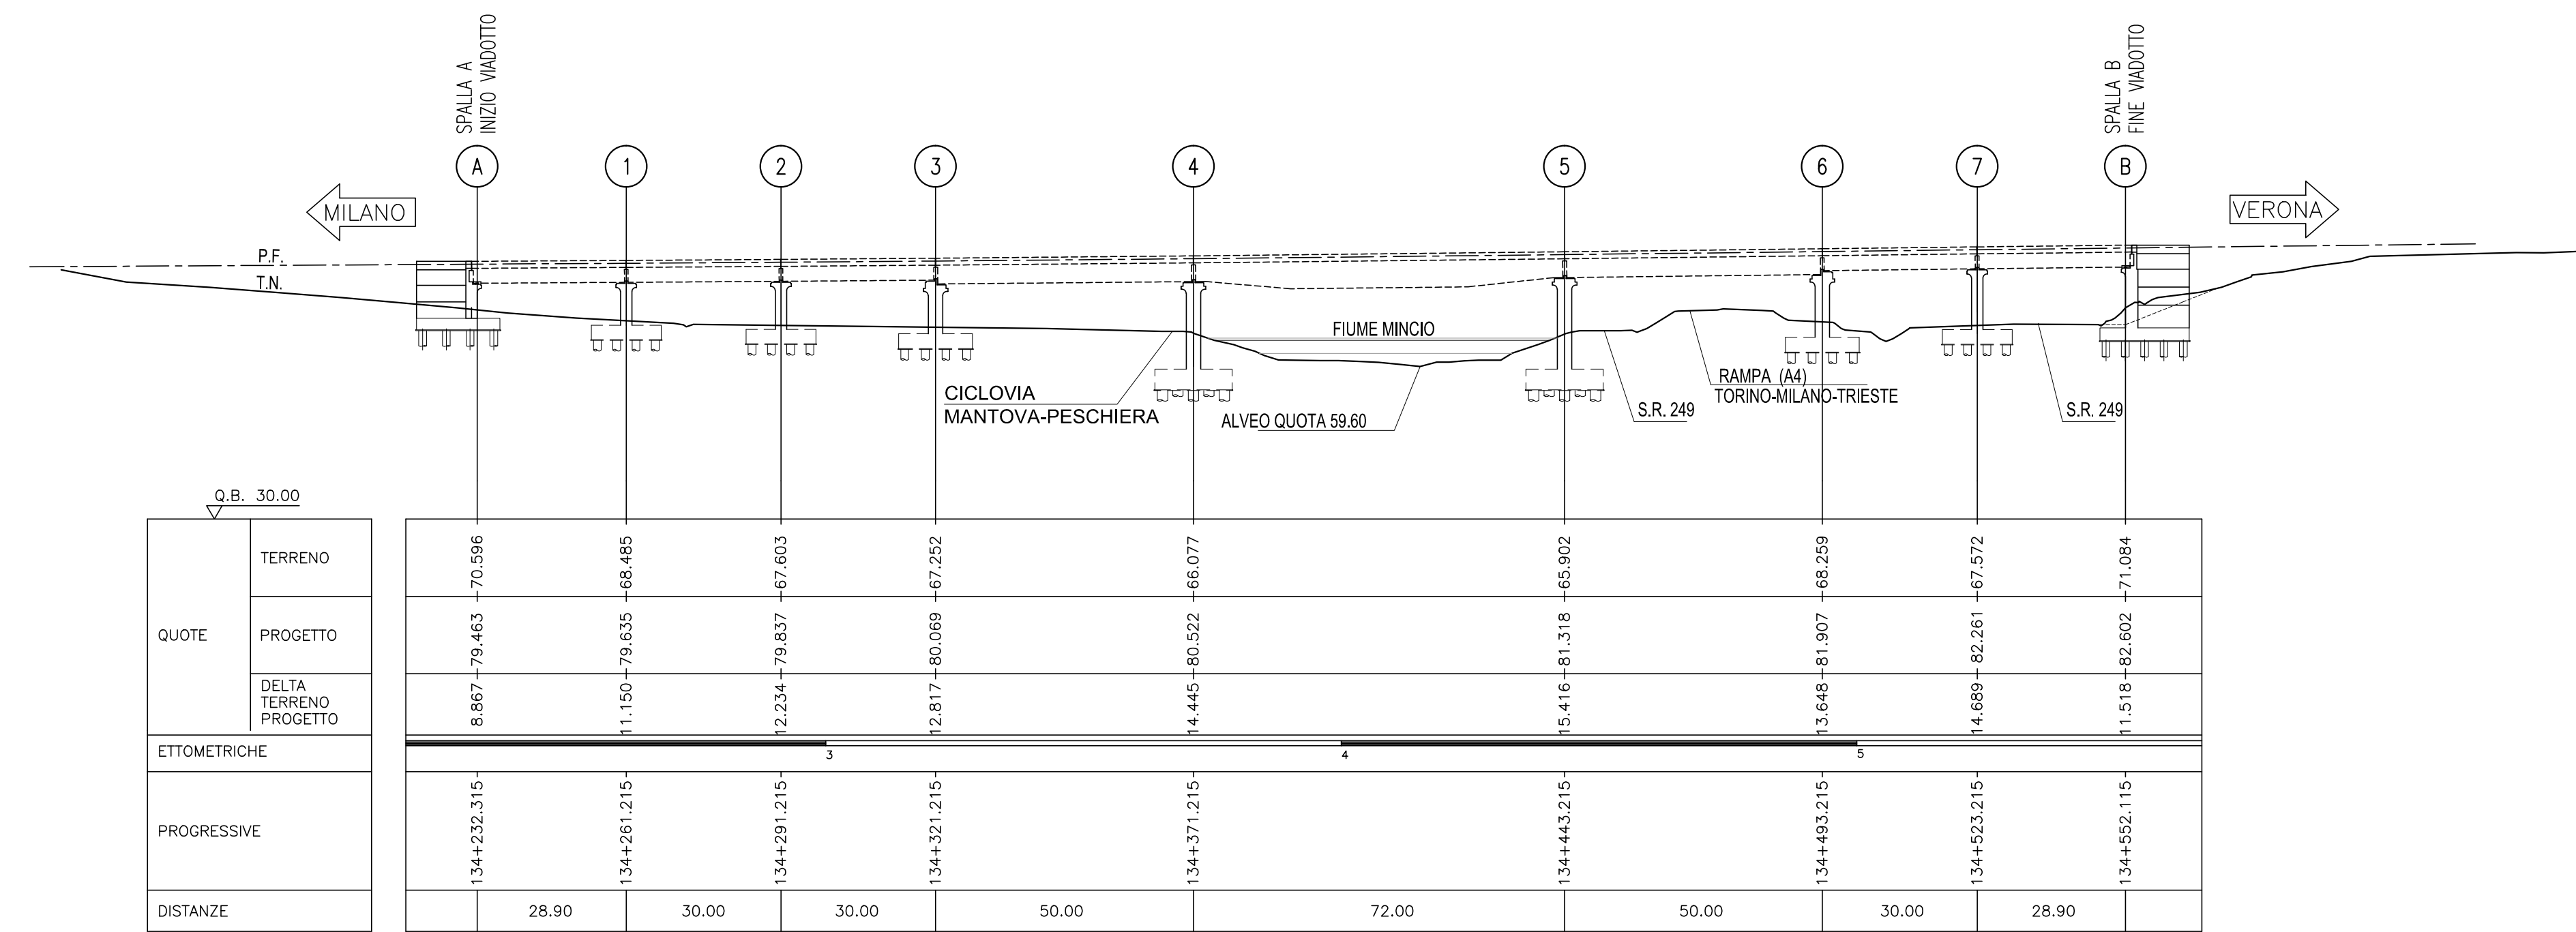 SPALLA A
INIZIO VIADOTTO
SPALLA B
FINE VIADOTTO
A
1
2
3
4
5
6
7
B
MILANO
VERONA
P.F.
T.N.
FIUME MINCIO
CICLOVIA
MANTOVA-PESCHIERA
ALVEO QUOTA 59.60
S.R. 249
RAMPA (A4)
TORINO-MILANO-TRIESTE
S.R. 249
Q.B. 30.00
QUOTE
TERRENO
70.596 68.485 67.603 67.252 66.077 65.902 68.259 67.572 71.084
PROGETTO
79.463 79.635 79.837 80.069 80.522 81.318 81.907 82.261 82.602
DELTA
TERRENO
PROGETTO
8.867 11.150 12.234 12.817 14.445 15.416 13.648 14.689 11.518
ETTOMETRICHE
3 4 5
PROGRESSIVE
134+232.315 134+261.215 134+291.215 134+321.215 134+371.215 134+443.215 134+493.215 134+523.215 134+552.115
DISTANZE
28.90 30.00 30.00 50.00 72.00 50.00 30.00 28.90